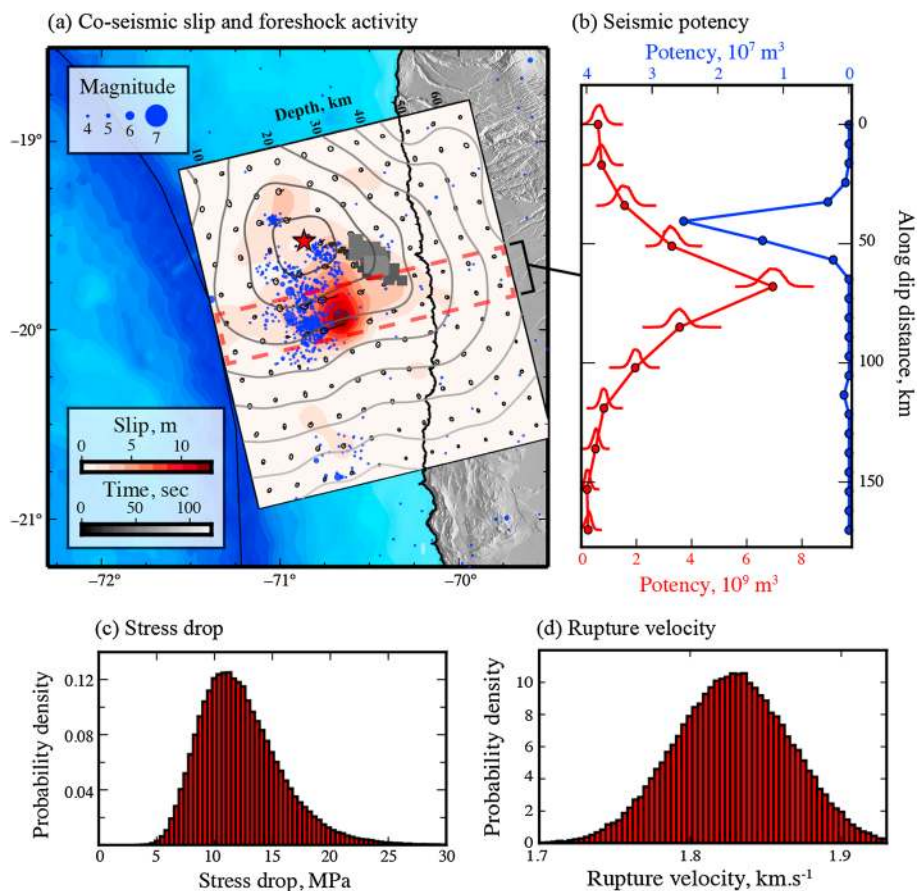 (a) Co-seismic slip and foreshock activity
Magnitude
4 5 6 7
Depth, km
10 20 30 40 50 60
−19°
−20°
−21°
Slip, m
0 5 10
Time, sec
0 50 100
−72° −71° −70°
(b) Seismic potency
Potency, 10⁷ m³
4 3 2 1 0
0
50
100
150
Along dip distance, km
0 2 4 6 8
Potency, 10⁹ m³
(c) Stress drop
Probability density
0.12
0.08
0.04
0 5 10 15 20 25 30
Stress drop, MPa
(d) Rupture velocity
Probability density
10
8
6
4
2
0
1.7 1.8 1.9
Rupture velocity, km.s⁻¹